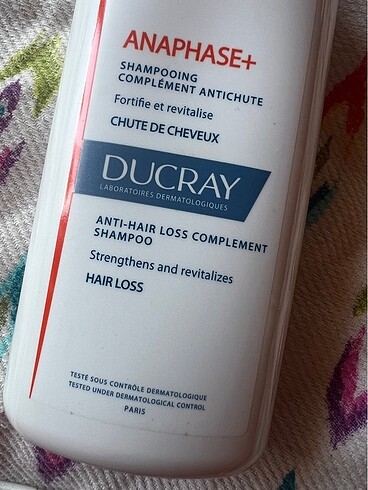 ANAPHASE+
SHAMPOOING
COMPLÉMENT ANTICHUTE
Fortifie et revitalise
CHUTE DE CHEVEUX
DUCRAY
LABORATOIRES DERMATOLOGIQUES
ANTI-HAIR LOSS COMPLEMENT
SHAMPOO
Strengthens and revitalizes
HAIR LOSS
TESTÉ SOUS CONTRÔLE DERMATOLOGIQUE
TESTED UNDER DERMATOLOGICAL CONTROL
PARIS